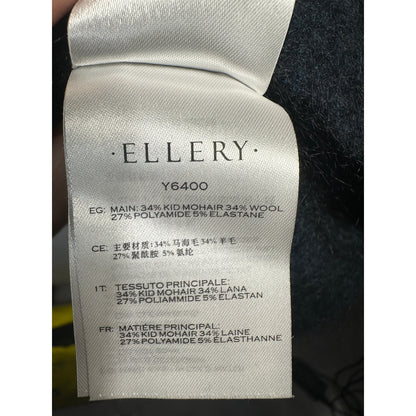 ·ELLERY·
Y6400
EG: MAIN: 34% KID MOHAIR 34% WOOL
27% POLYAMIDE 5% ELASTANE
CE: 主要材质: 34% 马海毛 34% 羊毛
27% 聚酰胺 5% 氨纶
IT: TESSUTO PRINCIPALE:
34% KID MOHAIR 34% LANA
27% POLIAMMIDE 5% ELASTAN
FR: MATIÈRE PRINCIPAL:
34% KID MOHAIR 34% LAINE
27% POLYAMIDE 5% ELASTHANNE